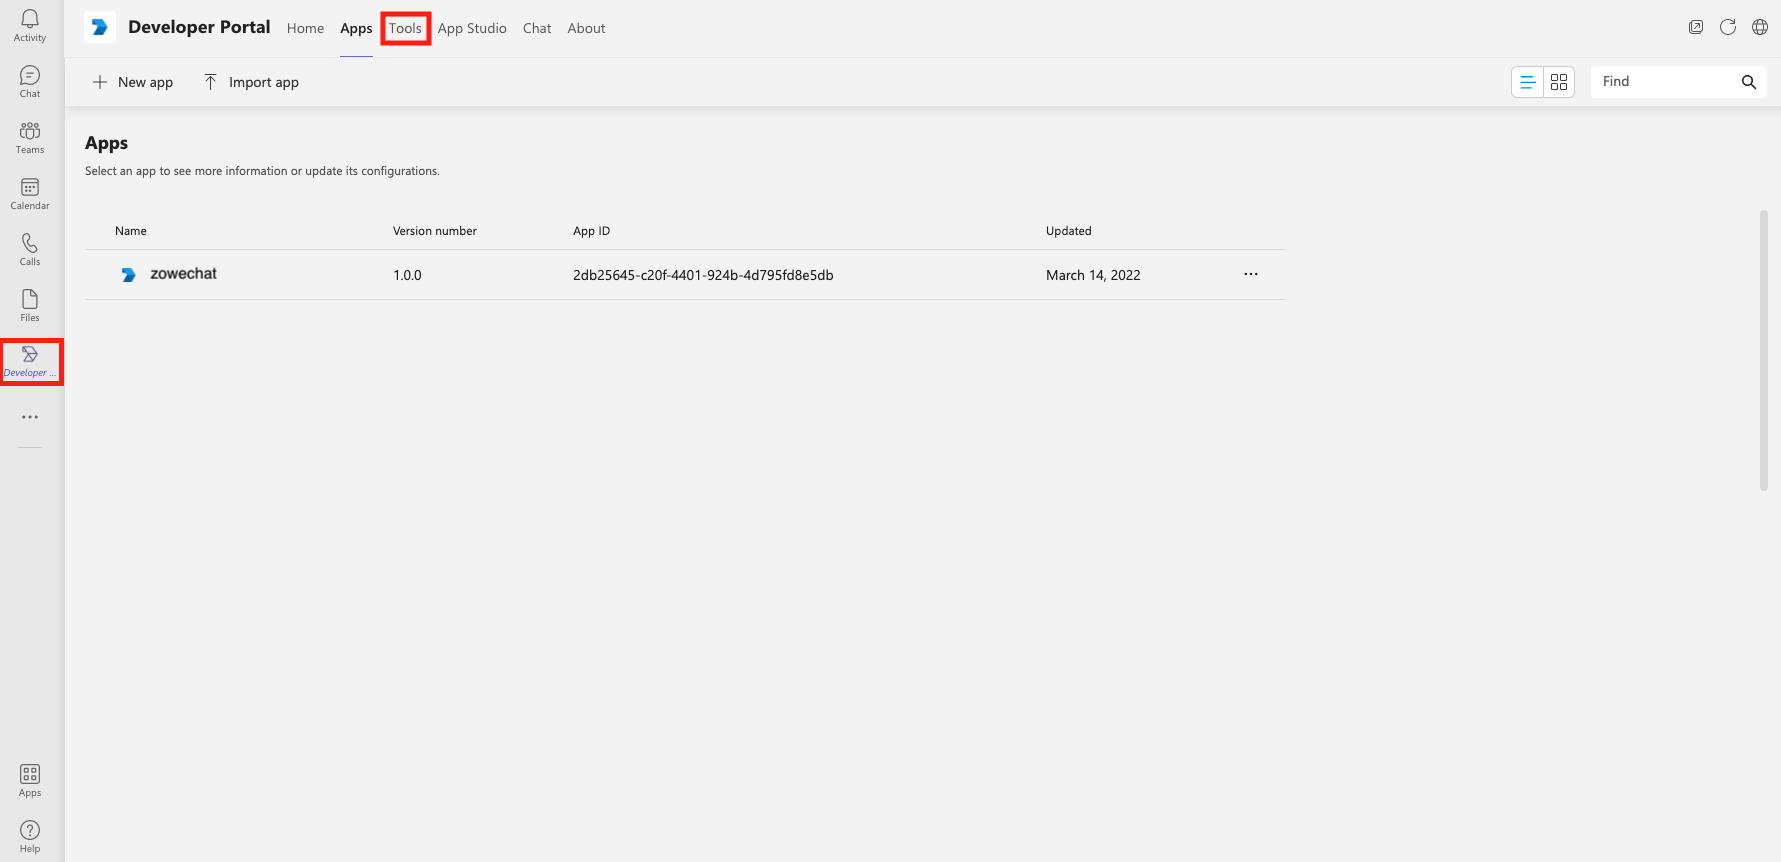 Activity
Chat
Teams
Calendar
Calls
Files
Developer ...
Apps
Help
Developer Portal Home Apps Tools App Studio Chat About
New app Import app Find
Apps
Select an app to see more information or update its configurations.
Name Version number App ID Updated
zowechat 1.0.0 2db25645-c20f-4401-924b-4d795fd8e5db March 14, 2022